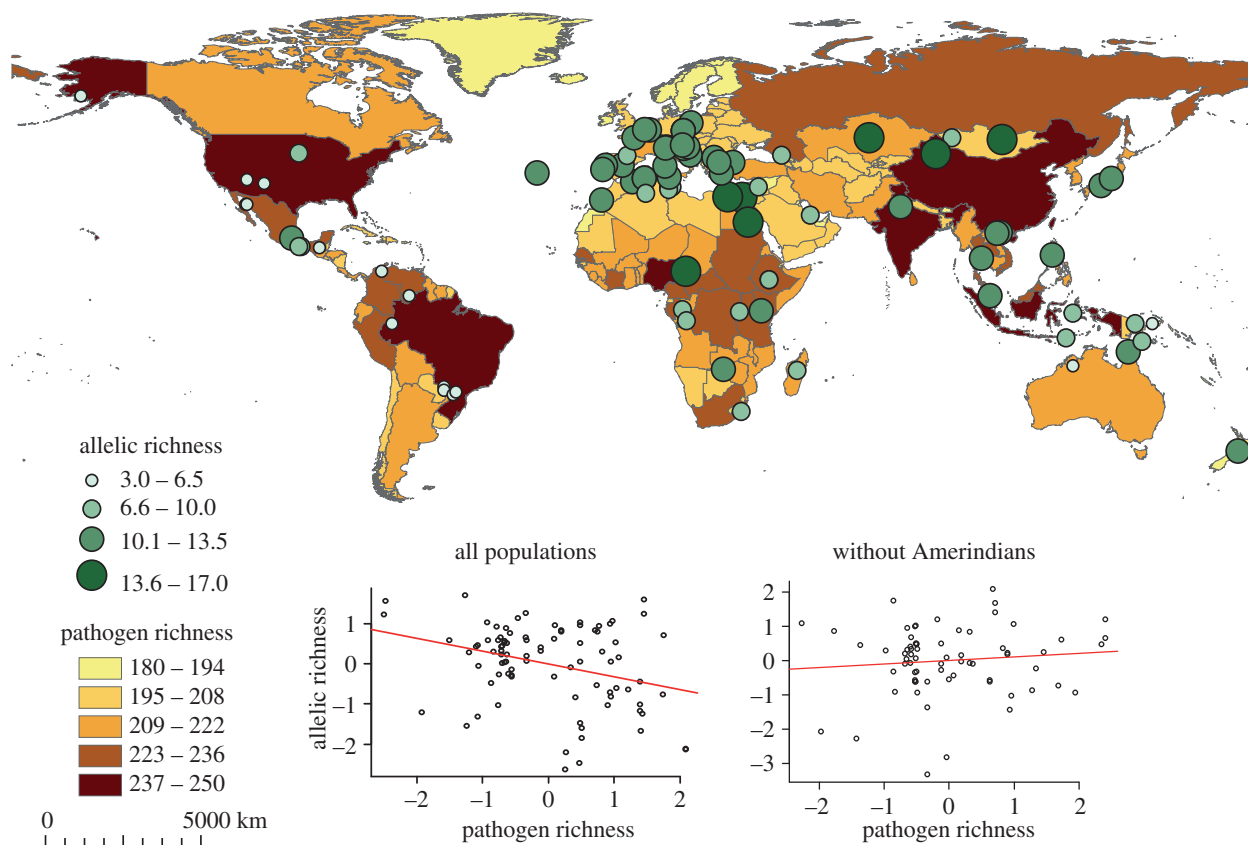 allelic richness
3.0 – 6.5
6.6 – 10.0
10.1 – 13.5
13.6 – 17.0
pathogen richness
180 – 194
195 – 208
209 – 222
223 – 236
237 – 250
0 5000 km
all populations
allelic richness
1
0
−1
−2
−2 −1 0 1 2
pathogen richness
without Amerindians
2
1
0
−1
−2
−3
−2 −1 0 1 2
pathogen richness